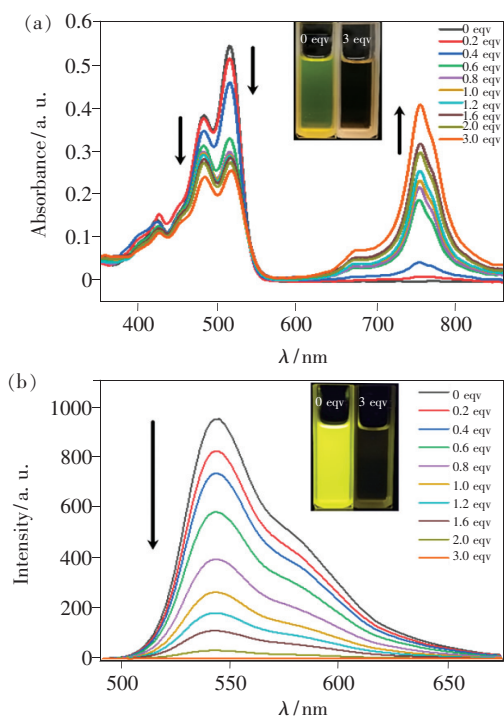 (a)
0 eqv 3 eqv
0 eqv
0.2 eqv
0.4 eqv
0.6 eqv
0.8 eqv
1.0 eqv
1.2 eqv
1.6 eqv
2.0 eqv
3.0 eqv
Absorbance/a. u.
0.6
0.5
0.4
0.3
0.2
0.1
0
400 500 600 700 800
λ/nm
(b)
0 eqv 3 eqv
0 eqv
0.2 eqv
0.4 eqv
0.6 eqv
0.8 eqv
1.0 eqv
1.2 eqv
1.6 eqv
2.0 eqv
3.0 eqv
Intensity/a. u.
1000
800
600
400
200
0
500 550 600 650
λ/nm